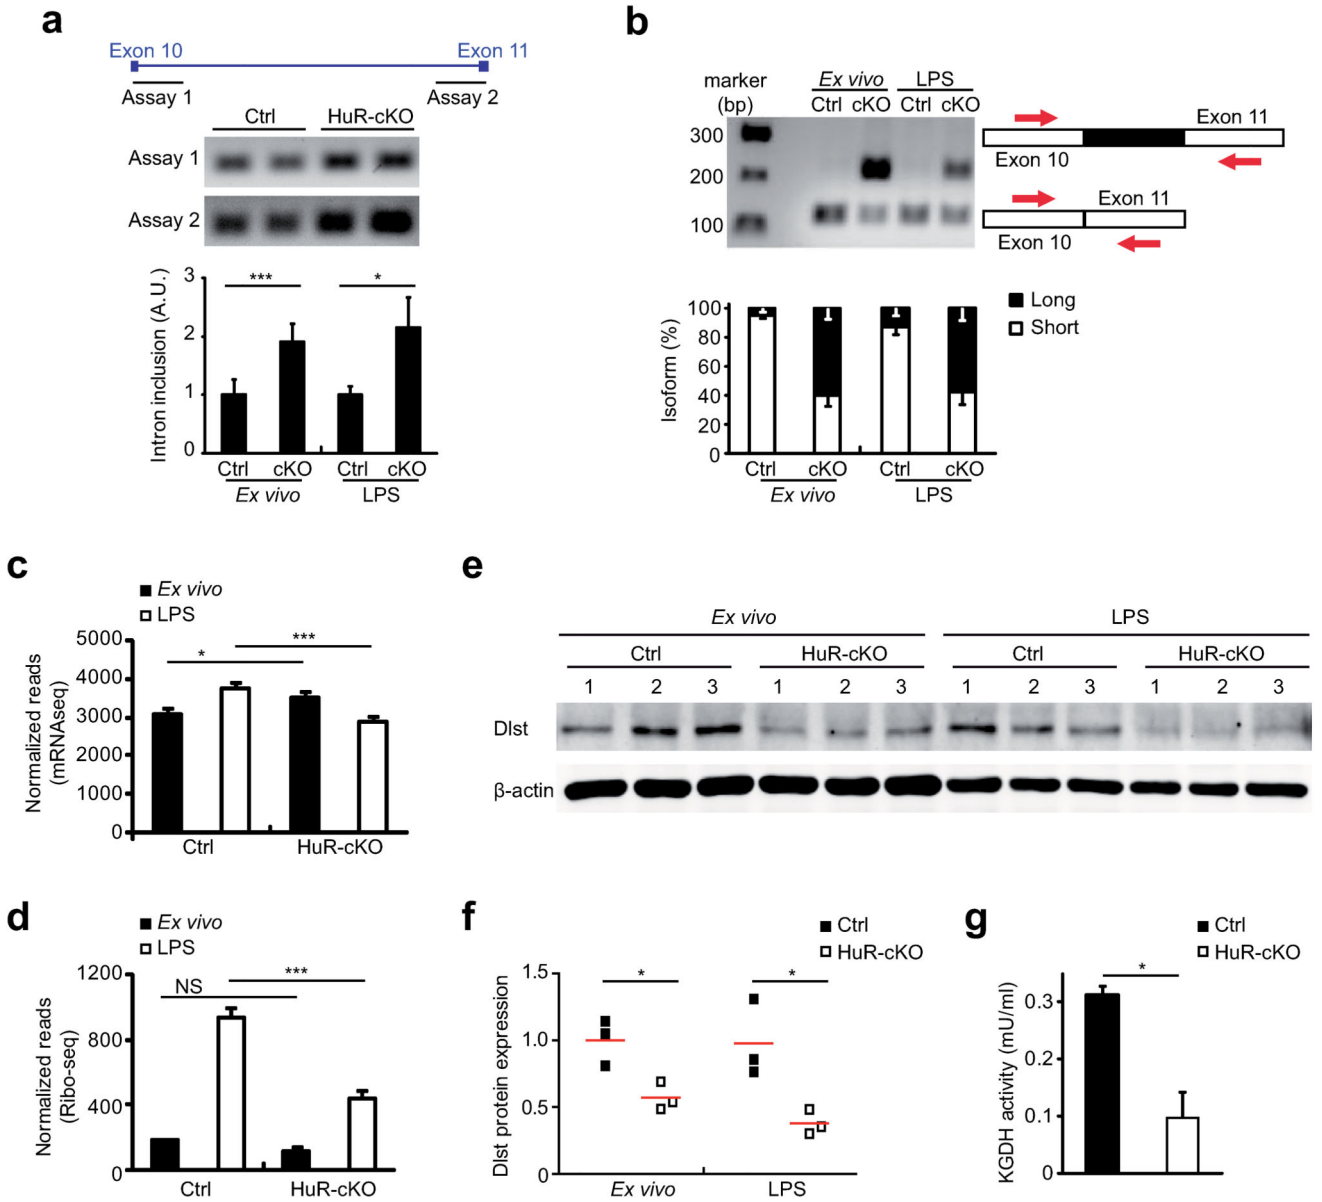 a
Exon 10 Exon 11
Assay 1 Assay 2
Ctrl HuR-cKO
Assay 1
Assay 2
Intron inclusion (A.U.)
3
2
1
0
*** *
Ctrl cKO Ctrl cKO
Ex vivo LPS
b
marker (bp)
Ex vivo LPS
Ctrl cKO Ctrl cKO
300
200
100
Exon 11
Exon 10
Exon 11
Exon 10
Isoform (%)
100
80
60
40
20
0
Long
Short
Ctrl cKO Ctrl cKO
Ex vivo LPS
c
Ex vivo
LPS
Normalized reads
(mRNAseq)
5000
4000
3000
2000
1000
0
* ***
Ctrl HuR-cKO
d
Ex vivo
LPS
Normalized reads
(Ribo-seq)
1200
800
400
0
NS ***
Ctrl HuR-cKO
e
Ex vivo LPS
Ctrl HuR-cKO Ctrl HuR-cKO
1 2 3 1 2 3 1 2 3 1 2 3
Dlst
β-actin
f
Ctrl
HuR-cKO
Dlst protein expression
1.5
1.0
0.5
0
* *
Ex vivo LPS
g
Ctrl
HuR-cKO
KGDH activity (mU/ml)
0.3
0.2
0.1
0
*